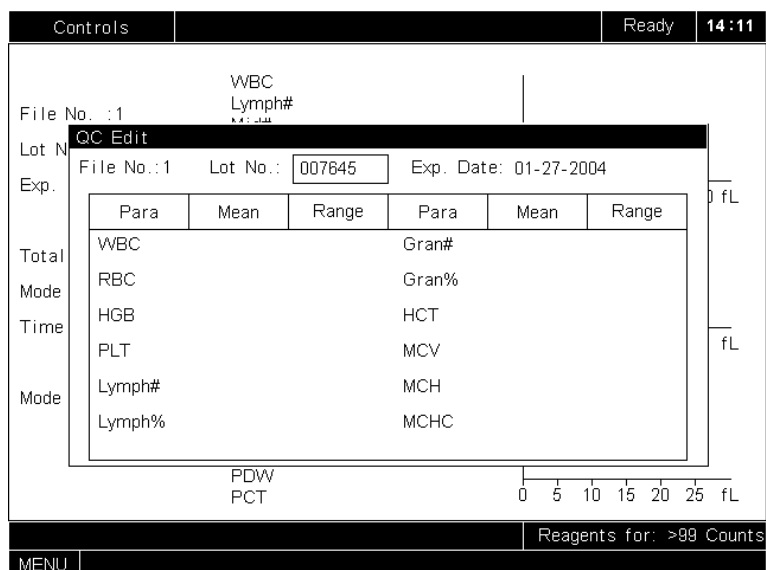 Controls Ready 14:11
WBC
Lymph#
File No. :1
Lot N
Exp.
Total
Mode
Time
Mode
QC Edit
File No.:1 Lot No.: 007645 Exp. Date: 01-27-2004
Para Mean Range Para Mean Range
WBC Gran#
RBC Gran%
HGB HCT
PLT MCV
Lymph# MCH
Lymph% MCHC
0 fL
fL
PDW
PCT
0 5 10 15 20 25 fL
Reagents for: >99 Counts
MENU